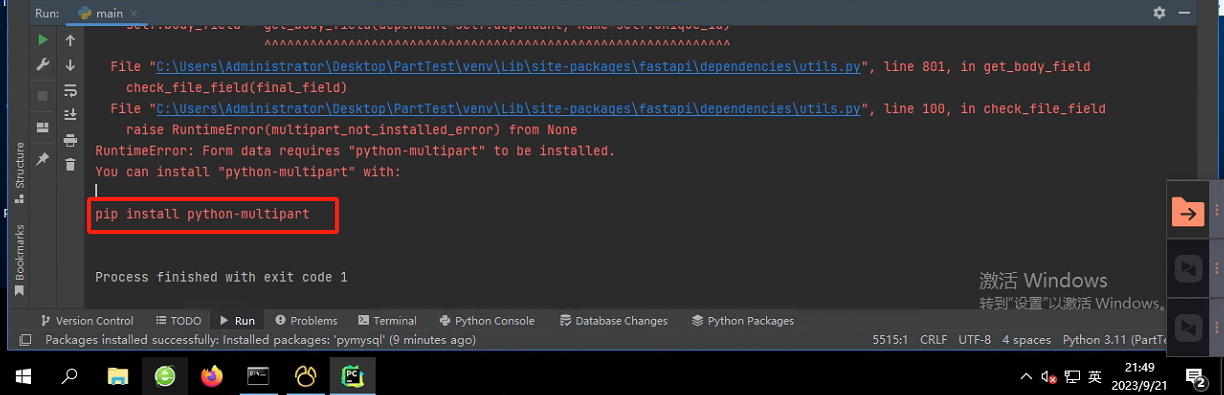 Run: main
self.body_field = get_body_field(dependant=self.dependant, name=self.unique_id)
^^^^^^^^^^^^^^^^^^^^^^^^^^^^^^^^^^^^^^^^^^^^^^^^^^^^^^^^^^^^^
File "C:\Users\Administrator\Desktop\PartTest\venv\Lib\site-packages\fastapi\dependencies\utils.py", line 801, in get_body_field
check_file_field(final_field)
File "C:\Users\Administrator\Desktop\PartTest\venv\Lib\site-packages\fastapi\dependencies\utils.py", line 100, in check_file_field
raise RuntimeError(multipart_not_installed_error) from None
RuntimeError: Form data requires "python-multipart" to be installed.
You can install "python-multipart" with:
pip install python-multipart
Process finished with exit code 1
Structure
Bookmarks
激活 Windows
转到"设置"以激活 Windows。
Version Control TODO Run Problems Terminal Python Console Database Changes Python Packages
Packages installed successfully: Installed packages: 'pymysql' (9 minutes ago) 5515:1 CRLF UTF-8 4 spaces Python 3.11 (PartTe
英 21:49
2023/9/21 2